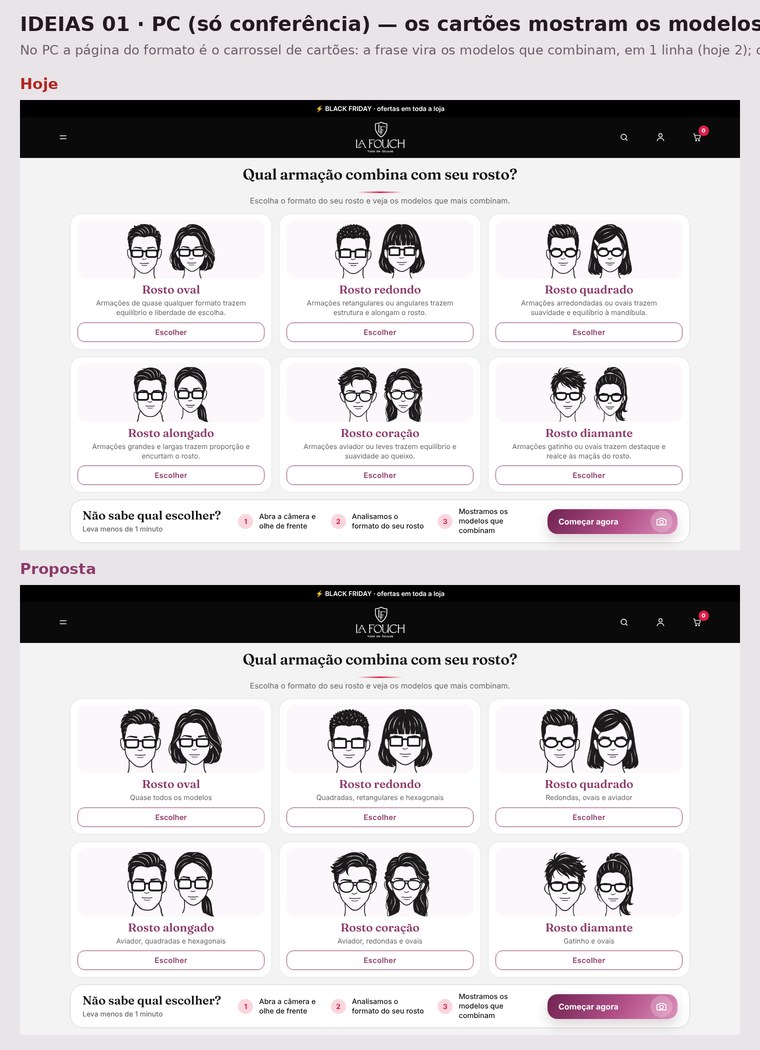 IDEIAS 01 · PC (só conferência) — os cartões mostram os modelos
No PC a página do formato é o carrossel de cartões: a frase vira os modelos que combinam, em 1 linha (hoje 2);
Hoje
⚡ BLACK FRIDAY · ofertas em toda a loja
LA FOUCH
0
Qual armação combina com seu rosto?
Escolha o formato do seu rosto e veja os modelos que mais combinam.
Rosto oval
Armações de quase qualquer formato trazem
equilíbrio e liberdade de escolha.
Escolher
Rosto redondo
Armações retangulares ou angulares trazem
estrutura e alongam o rosto.
Escolher
Rosto quadrado
Armações arredondadas ou ovais trazem
suavidade e equilíbrio à mandíbula.
Escolher
Rosto alongado
Armações grandes e largas trazem proporção e
encurtam o rosto.
Escolher
Rosto coração
Armações aviador ou leves trazem equilíbrio e
suavidade ao queixo.
Escolher
Rosto diamante
Armações gatinho ou ovais trazem destaque e
realce às maçãs do rosto.
Escolher
Não sabe qual escolher?
Leva menos de 1 minuto
1
Abra a câmera e
olhe de frente
2
Analisamos o
formato do seu rosto
3
Mostramos os
modelos que
combinam
Começar agora
Proposta
⚡ BLACK FRIDAY · ofertas em toda a loja
LA FOUCH
0
Qual armação combina com seu rosto?
Escolha o formato do seu rosto e veja os modelos que mais combinam.
Rosto oval
Quase todos os modelos
Escolher
Rosto redondo
Quadradas, retangulares e hexagonais
Escolher
Rosto quadrado
Redondas, ovais e aviador
Escolher
Rosto alongado
Aviador, quadradas e hexagonais
Escolher
Rosto coração
Aviador, redondas e ovais
Escolher
Rosto diamante
Gatinho e ovais
Escolher
Não sabe qual escolher?
Leva menos de 1 minuto
1
Abra a câmera e
olhe de frente
2
Analisamos o
formato do seu rosto
3
Mostramos os
modelos que
combinam
Começar agora